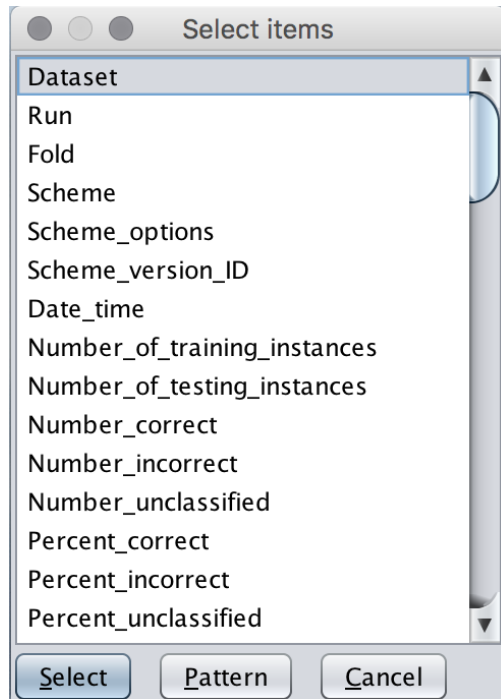 Select items
Dataset
Run
Fold
Scheme
Scheme_options
Scheme_version_ID
Date_time
Number_of_training_instances
Number_of_testing_instances
Number_correct
Number_incorrect
Number_unclassified
Percent_correct
Percent_incorrect
Percent_unclassified
Select Pattern Cancel